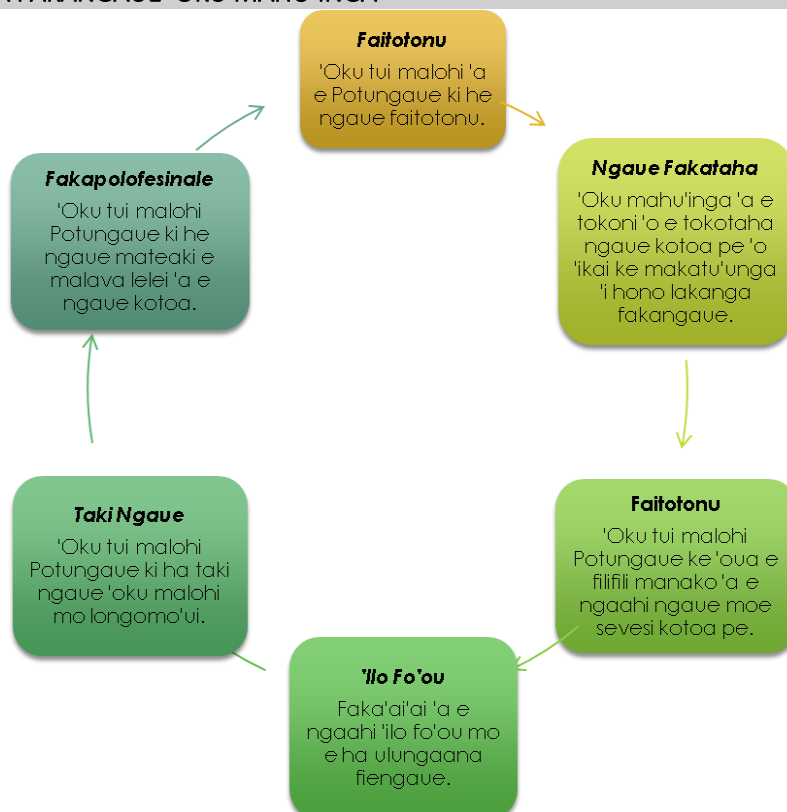 'OKU MAHU'INGA
Faitotonu
'Oku tui malohi 'a
e Potungaue ki he
ngaue faitotonu.
Ngaue Fakataha
'Oku mahu'inga 'a e
tokoni 'o e tokotaha
ngaue kotoa pe 'o
'ikai ke makatu'unga
'i hono lakanga
fakangaue.
Faitotonu
'Oku tui malohi
Potungaue ke 'oua e
filifili manako 'a e
ngaahi ngaue moe
sevesi kotoa pe.
'Ilo Fo'ou
Faka'ai'ai 'a e
ngaahi 'ilo fo'ou mo
e ha ulungaana
fiengaue.
Taki Ngaue
'Oku tui malohi
Potungaue ki ha taki
ngaue 'oku malohi
mo longomo'ui.
Fakapolofesinale
'Oku tui malohi
Potungaue ki he
ngaue mateaki e
malava lelei 'a e
ngaue kotoa.